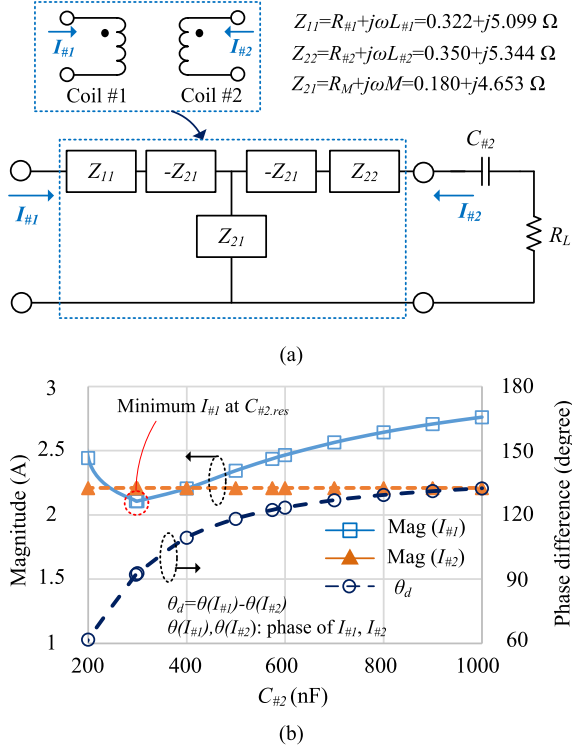 Z11=R#1+jωL#1=0.322+j5.099 Ω
Z22=R#2+jωL#2=0.350+j5.344 Ω
Z21=RM+jωM=0.180+j4.653 Ω
I#1
I#2
Coil #1
Coil #2
C#2
Z11
-Z21
-Z21
Z22
I#1
I#2
Z21
RL
(a)
3
180
Minimum I#1 at C#2.res
2.5
150
2
120
Mag (I#1)
Mag (I#2)
θd
1.5
90
θd=θ(I#1)-θ(I#2)
θ(I#1),θ(I#2): phase of I#1, I#2
1
60
Magnitude (A)
Phase difference (degree)
200 400 600 800 1000
C#2 (nF)
(b)